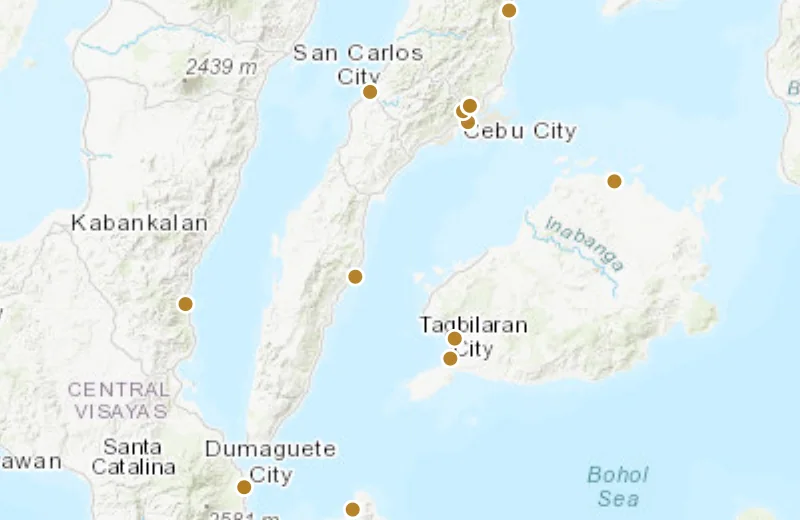 San Carlos
City
2439 m
Cebu City
Kabankalan
Inabanga
Tagbilaran
City
CENTRAL
VISAYAS
Santa
Catalina
awan
Dumaguete
City
Bohol
Sea
2581 m
B